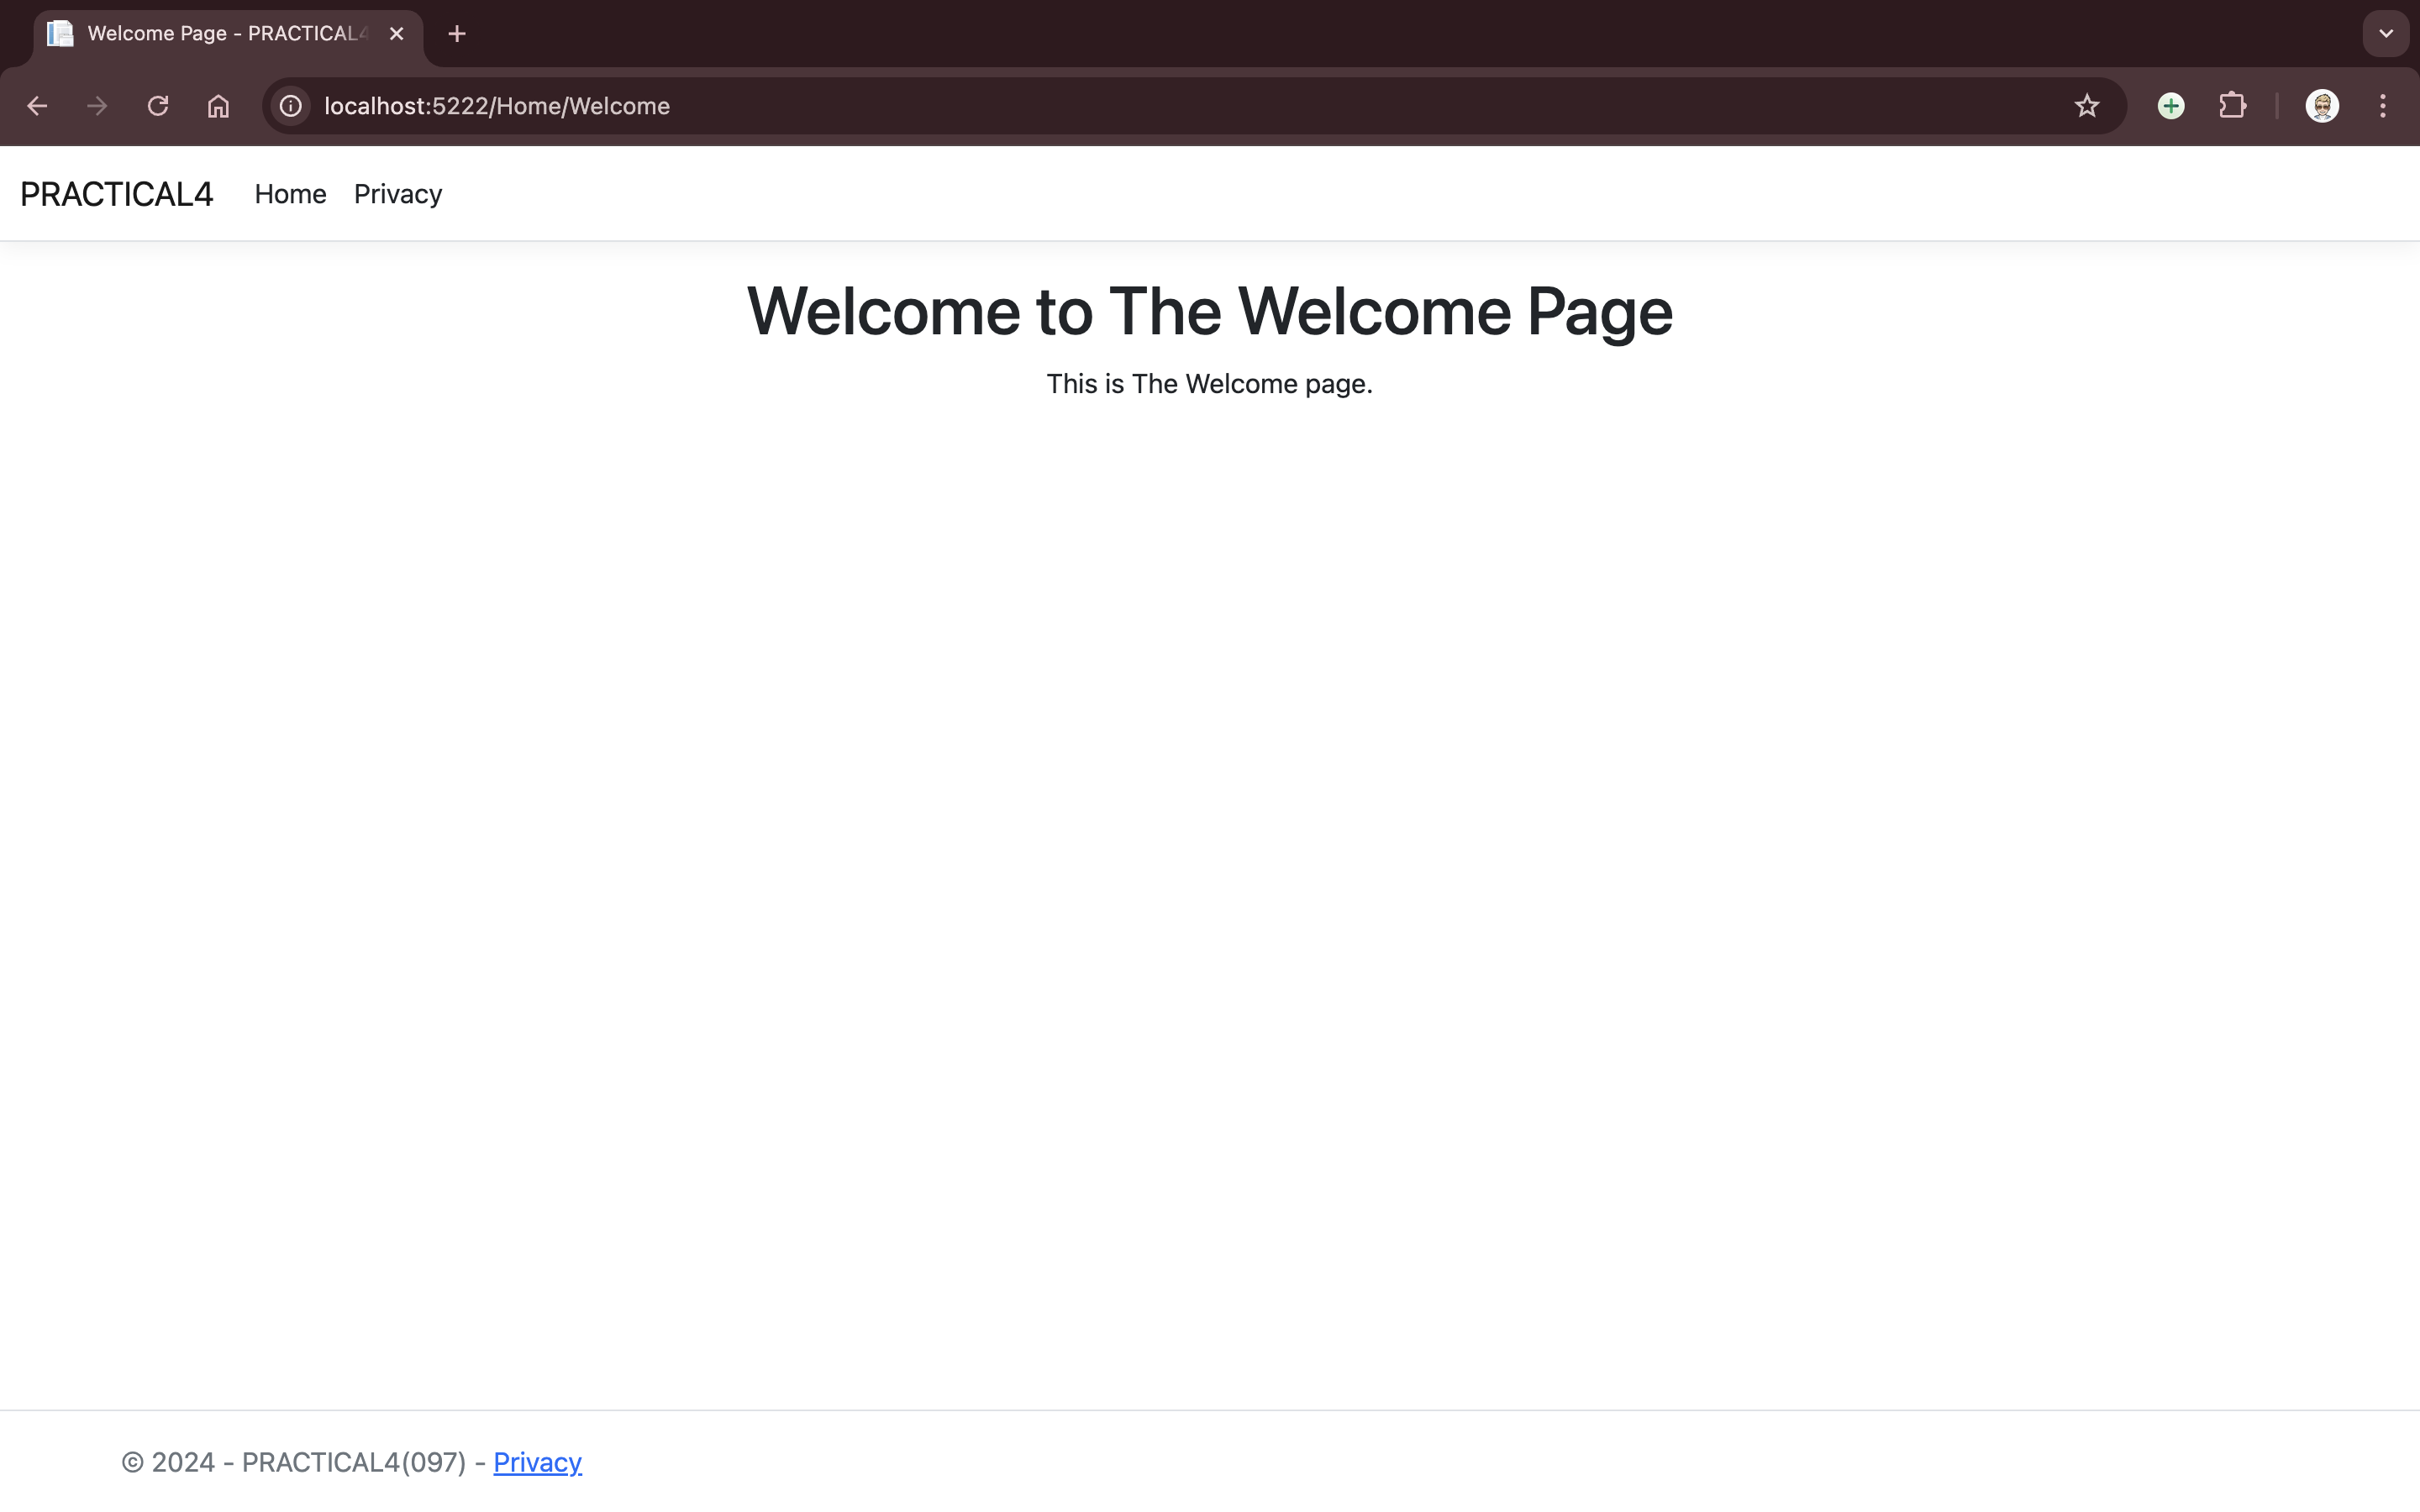 Welcome Page - PRACTICAL4
localhost:5222/Home/Welcome
PRACTICAL4 Home Privacy
Welcome to The Welcome Page
This is The Welcome page.
© 2024 - PRACTICAL4(097) - Privacy